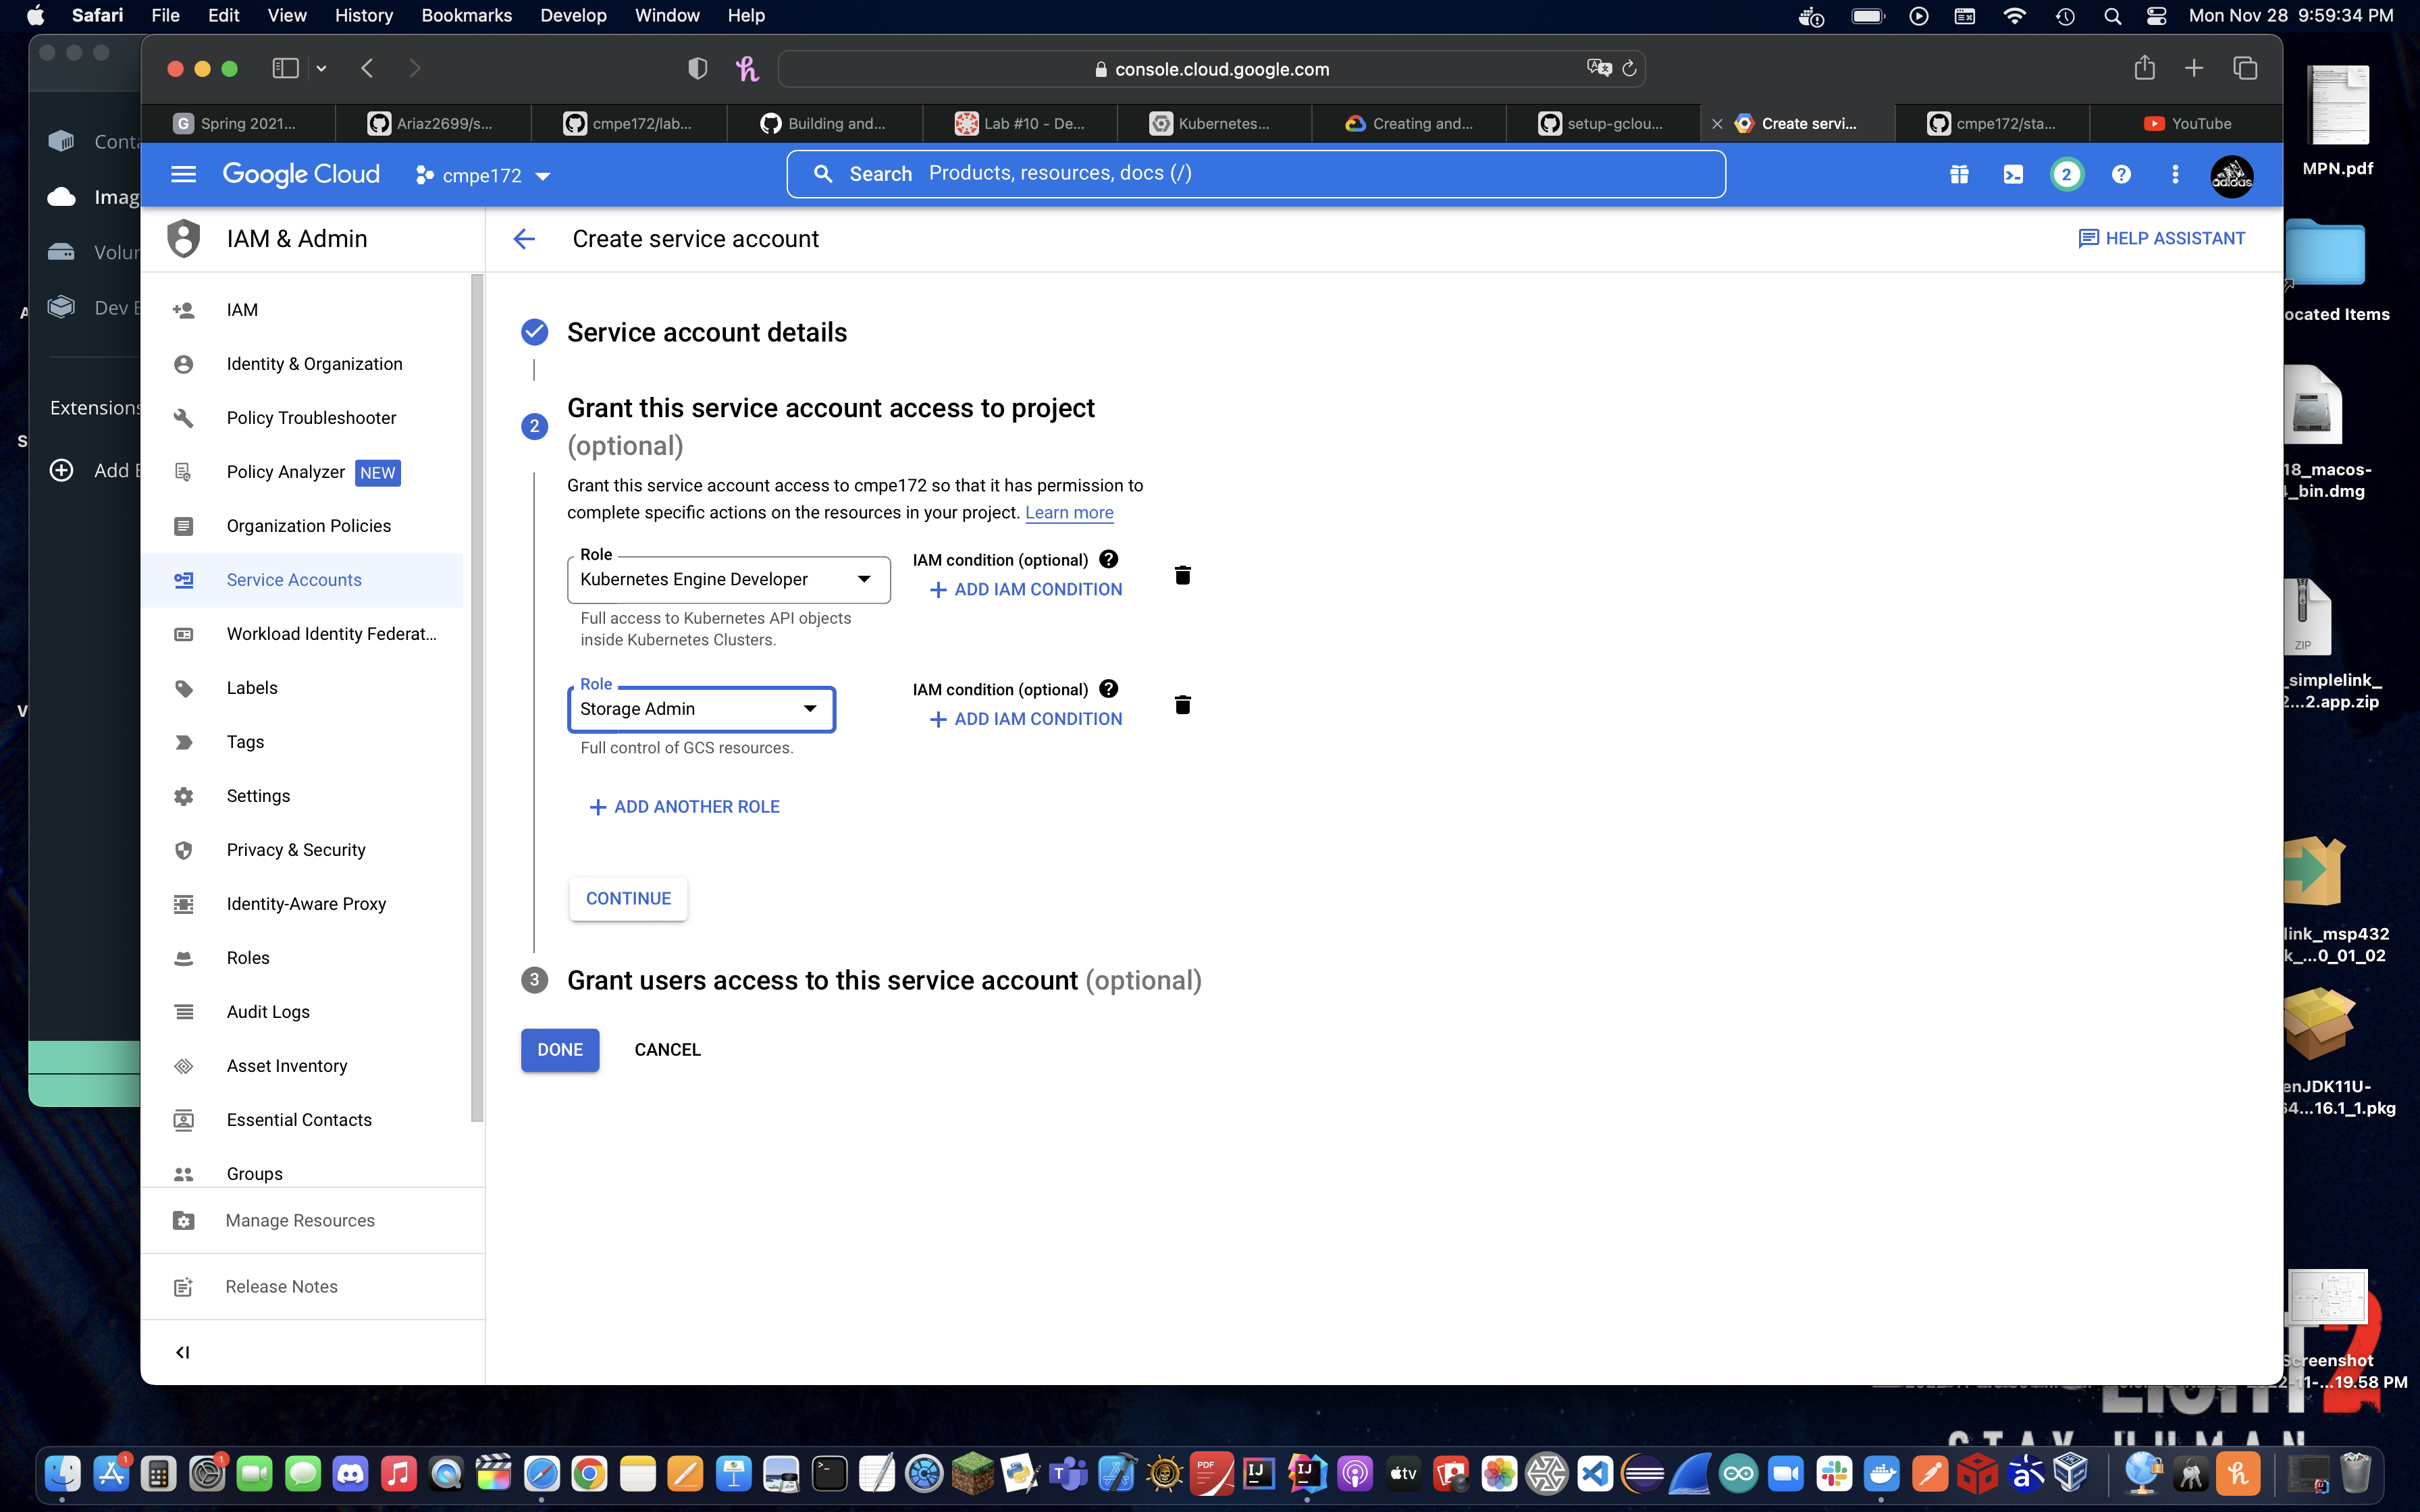 Safari File Edit View History Bookmarks Develop Window Help
Mon Nov 28 9:59:34 PM
console.cloud.google.com
Spring 2021...
Ariaz2699/s...
cmpe172/lab...
Building and...
Lab #10 - De...
Kubernetes...
Creating and...
setup-gclou...
Create servi...
cmpe172/sta...
YouTube
Google Cloud
cmpe172
Search Products, resources, docs (/)
2
adidas
IAM & Admin
Create service account
HELP ASSISTANT
IAM
Identity & Organization
Policy Troubleshooter
Policy Analyzer NEW
Organization Policies
Service Accounts
Workload Identity Federat...
Labels
Tags
Settings
Privacy & Security
Identity-Aware Proxy
Roles
Audit Logs
Asset Inventory
Essential Contacts
Groups
Manage Resources
Release Notes
Service account details
2
Grant this service account access to project
(optional)
Grant this service account access to cmpe172 so that it has permission to
complete specific actions on the resources in your project. Learn more
Role
Kubernetes Engine Developer
Full access to Kubernetes API objects
inside Kubernetes Clusters.
IAM condition (optional)
ADD IAM CONDITION
Role
Storage Admin
Full control of GCS resources.
IAM condition (optional)
ADD IAM CONDITION
ADD ANOTHER ROLE
CONTINUE
3
Grant users access to this service account (optional)
DONE
CANCEL
Conta
Imag
Volur
Dev E
Extensions
Add E
MPN.pdf
ocated Items
18_macos-
_bin.dmg
ZIP
_simplelink_
2...2.app.zip
link_msp432
k_...0_01_02
enJDK11U-
64...16.1_1.pkg
Screenshot
2-11-...19.58 PM
2
STAY HUMAN
PDF
IJ
IJ
tv